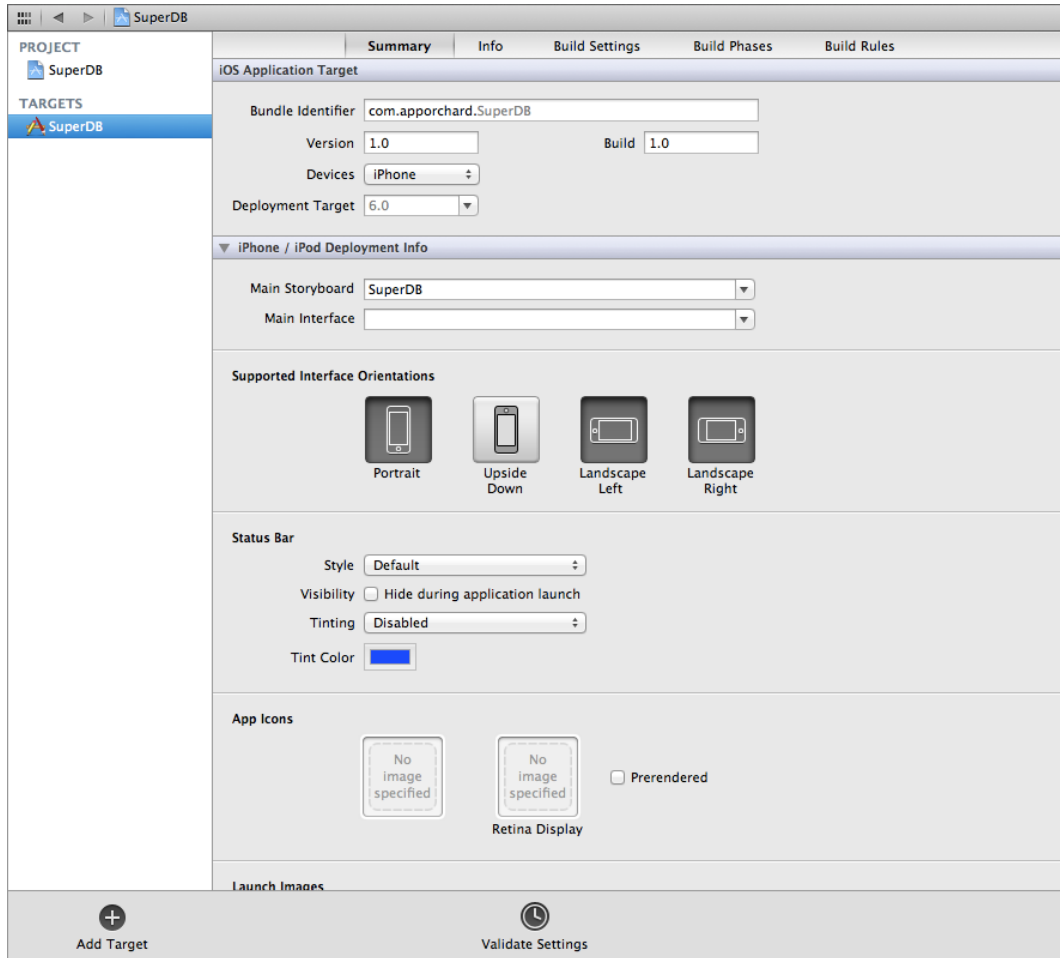 SuperDB
PROJECT
SuperDB
TARGETS
SuperDB
Summary Info Build Settings Build Phases Build Rules
iOS Application Target
Bundle Identifier com.apporchard.SuperDB
Version 1.0 Build 1.0
Devices iPhone
Deployment Target 6.0
iPhone / iPod Deployment Info
Main Storyboard SuperDB
Main Interface
Supported Interface Orientations
Portrait Upside Down Landscape Left Landscape Right
Status Bar
Style Default
Visibility Hide during application launch
Tinting Disabled
Tint Color
App Icons
No image specified No image specified Prerendered
Retina Display
Launch Images
Add Target Validate Settings